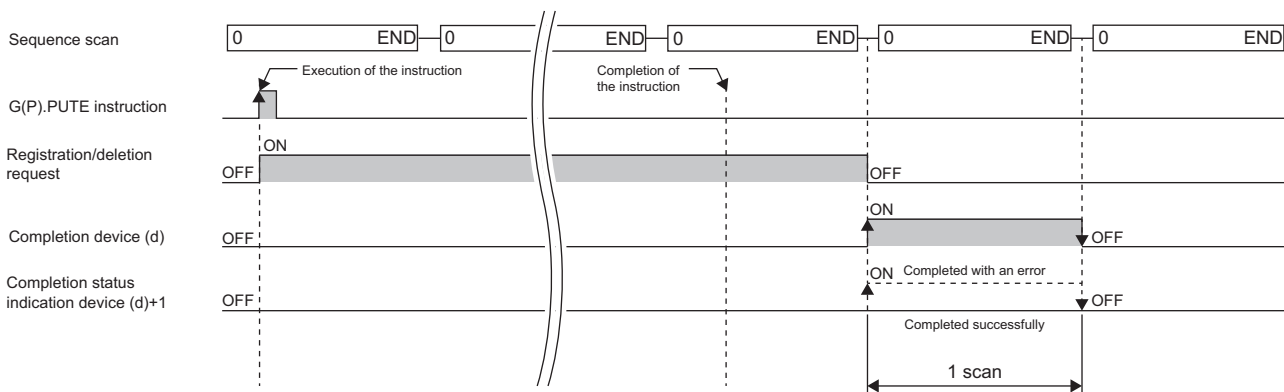 Sequence scan
0 END 0 END 0 END 0 END 0 END
Execution of the instruction
Completion of
the instruction
G(P).PUTE instruction
ON
Registration/deletion
request
OFF
OFF
ON
Completion device (d)
OFF
OFF
Completion status
indication device (d)+1
ON
Completed with an error
OFF
OFF
Completed successfully
1 scan